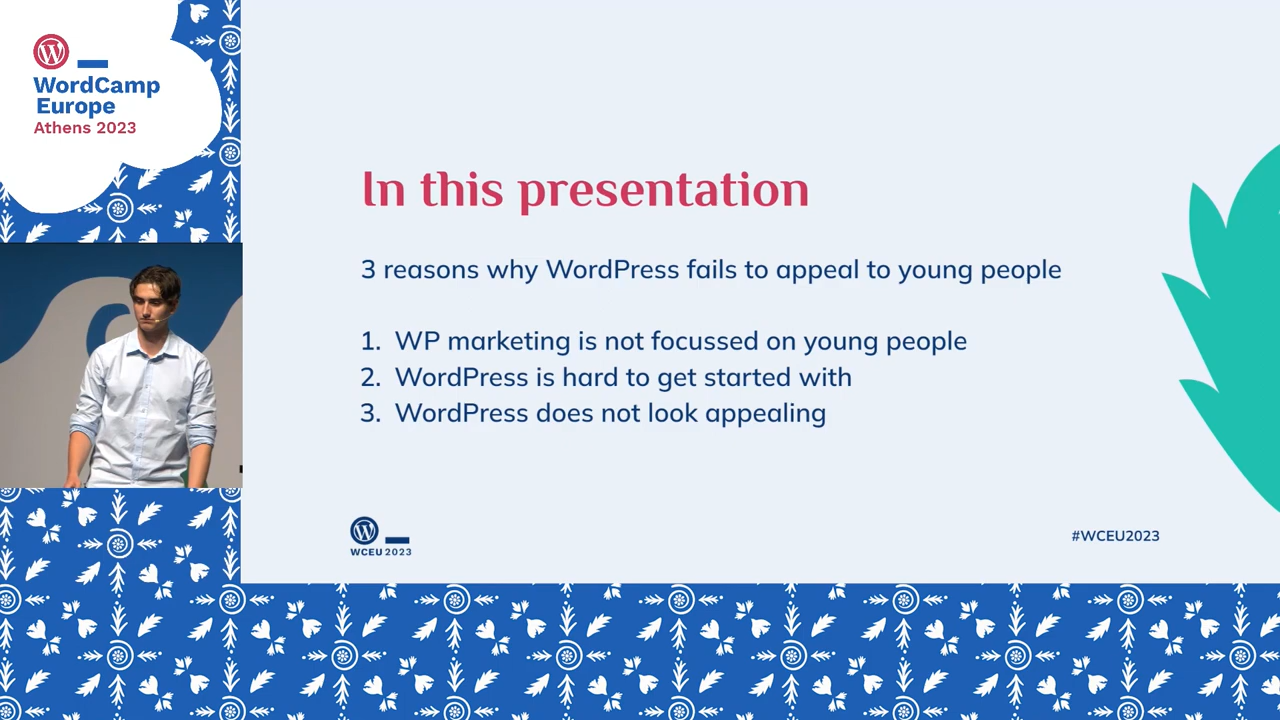 WordCamp
Europe
Athens 2023
In this presentation
3 reasons why WordPress fails to appeal to young people
1. WP marketing is not focussed on young people
2. WordPress is hard to get started with
3. WordPress does not look appealing
WCEU 2023
#WCEU2023